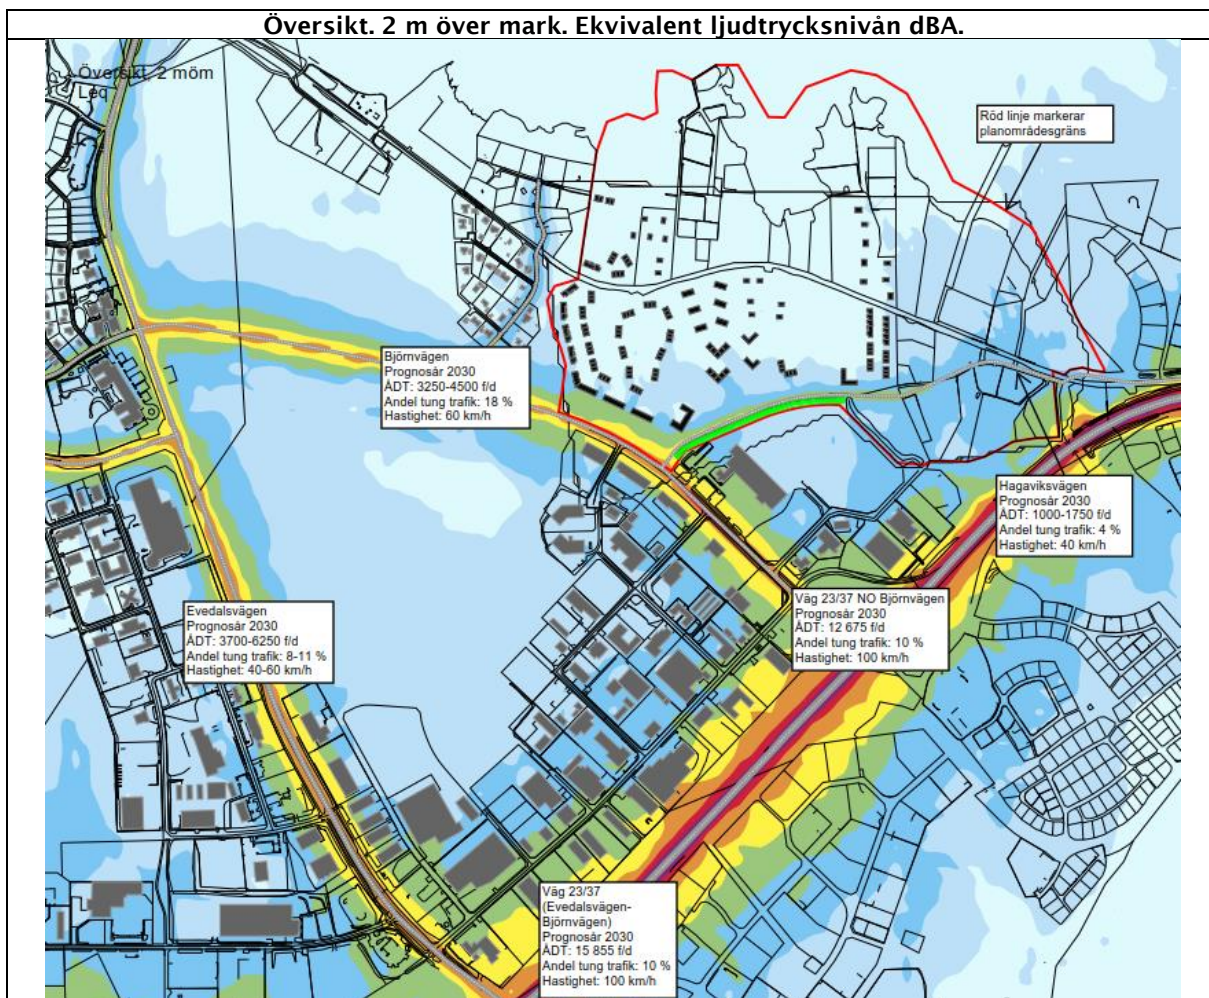 Översikt. 2 m över mark. Ekvivalent ljudtrycksnivån dBA.
Översikt, 2 möm
Leq
Röd linje markerar
planområdesgräns
Björnvägen
Prognosår 2030
ÅDT: 3250-4500 f/d
Andel tung trafik: 18 %
Hastighet: 60 km/h
Hagaviksvägen
Prognosår 2030
ÅDT: 1000-1750 f/d
Andel tung trafik: 4 %
Hastighet: 40 km/h
Väg 23/37 NO Björnvägen
Prognosår 2030
ÅDT: 12 675 f/d
Andel tung trafik: 10 %
Hastighet: 100 km/h
Evedalsvägen
Prognosår 2030
ÅDT: 3700-6250 f/d
Andel tung trafik: 8-11 %
Hastighet: 40-60 km/h
Väg 23/37
(Evedalsvägen-
Björnvägen)
Prognosår 2030
ÅDT: 15 855 f/d
Andel tung trafik: 10 %
Hastighet: 100 km/h